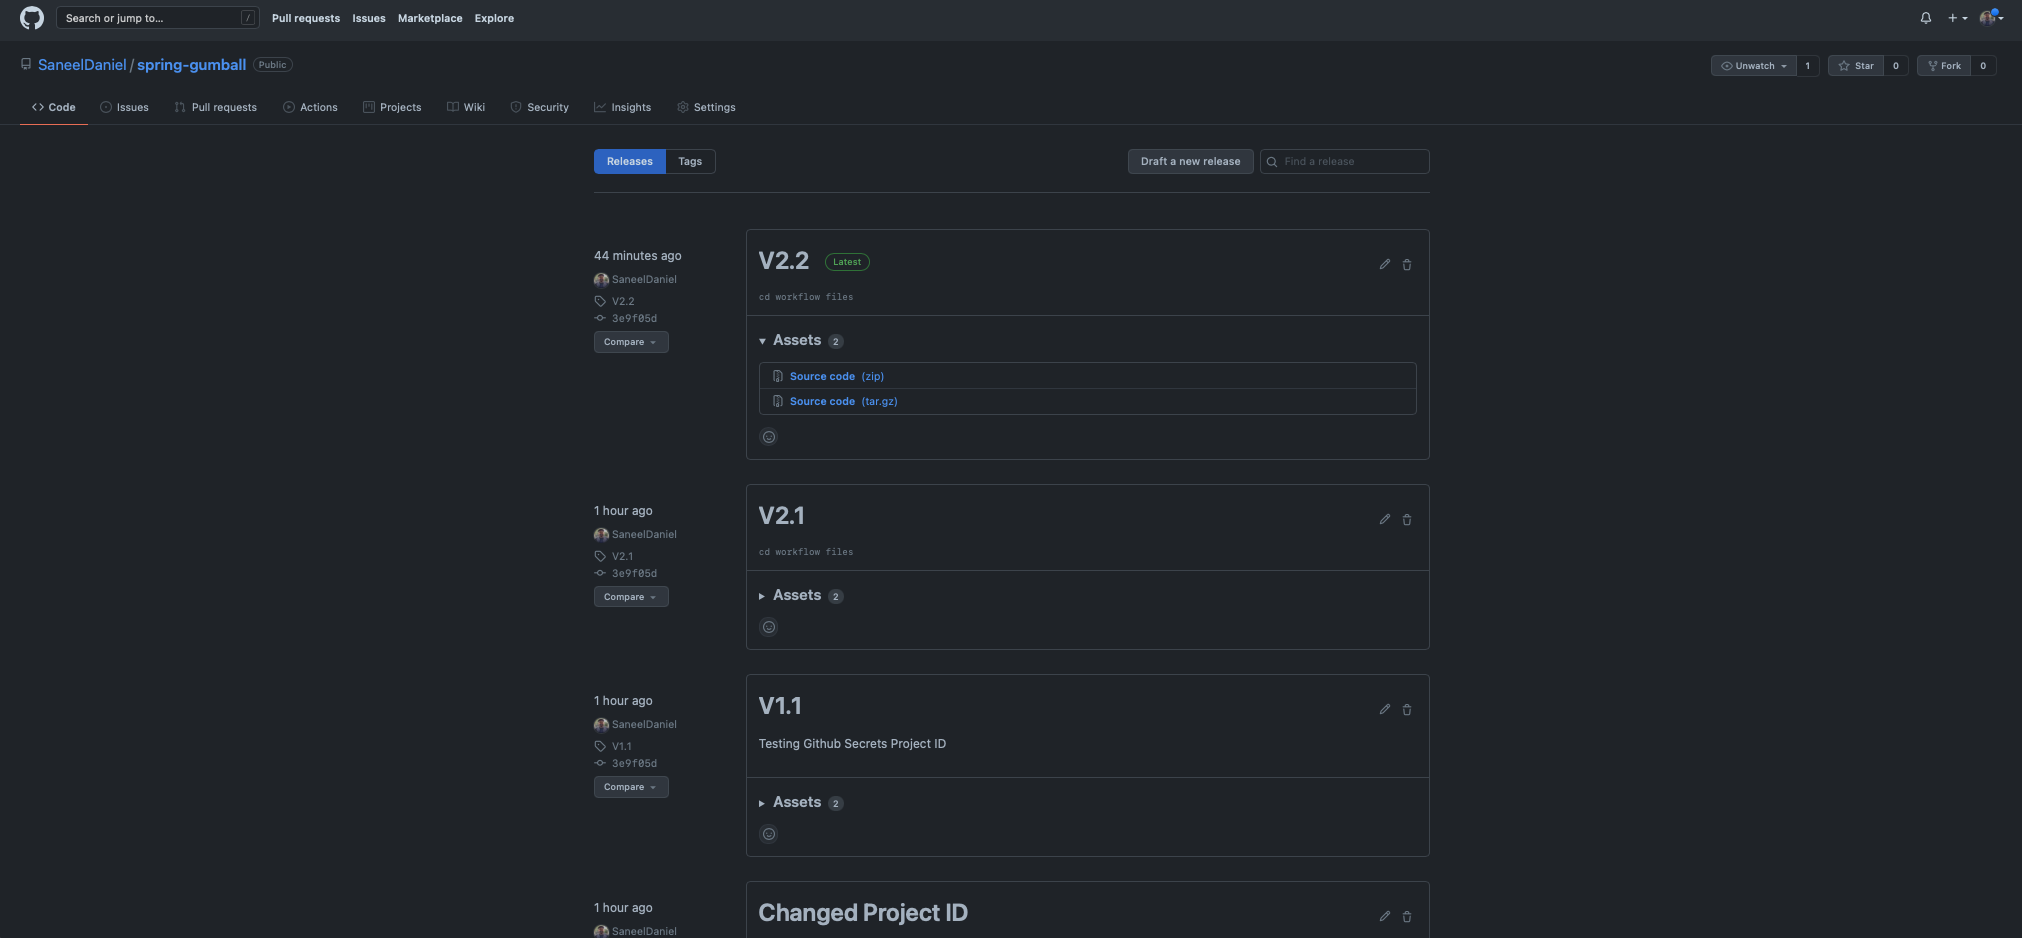 Search or jump to... /
Pull requests Issues Marketplace Explore
SaneelDaniel / spring-gumball Public
Unwatch 1 Star 0 Fork 0
Code Issues Pull requests Actions Projects Wiki Security Insights Settings
Releases Tags
Draft a new release Find a release
44 minutes ago
SaneelDaniel
V2.2
3e9f05d
Compare
V2.2 Latest
cd workflow files
Assets 2
Source code (zip)
Source code (tar.gz)
1 hour ago
SaneelDaniel
V2.1
3e9f05d
Compare
V2.1
cd workflow files
Assets 2
1 hour ago
SaneelDaniel
V1.1
3e9f05d
Compare
V1.1
Testing Github Secrets Project ID
Assets 2
1 hour ago
SaneelDaniel
Changed Project ID